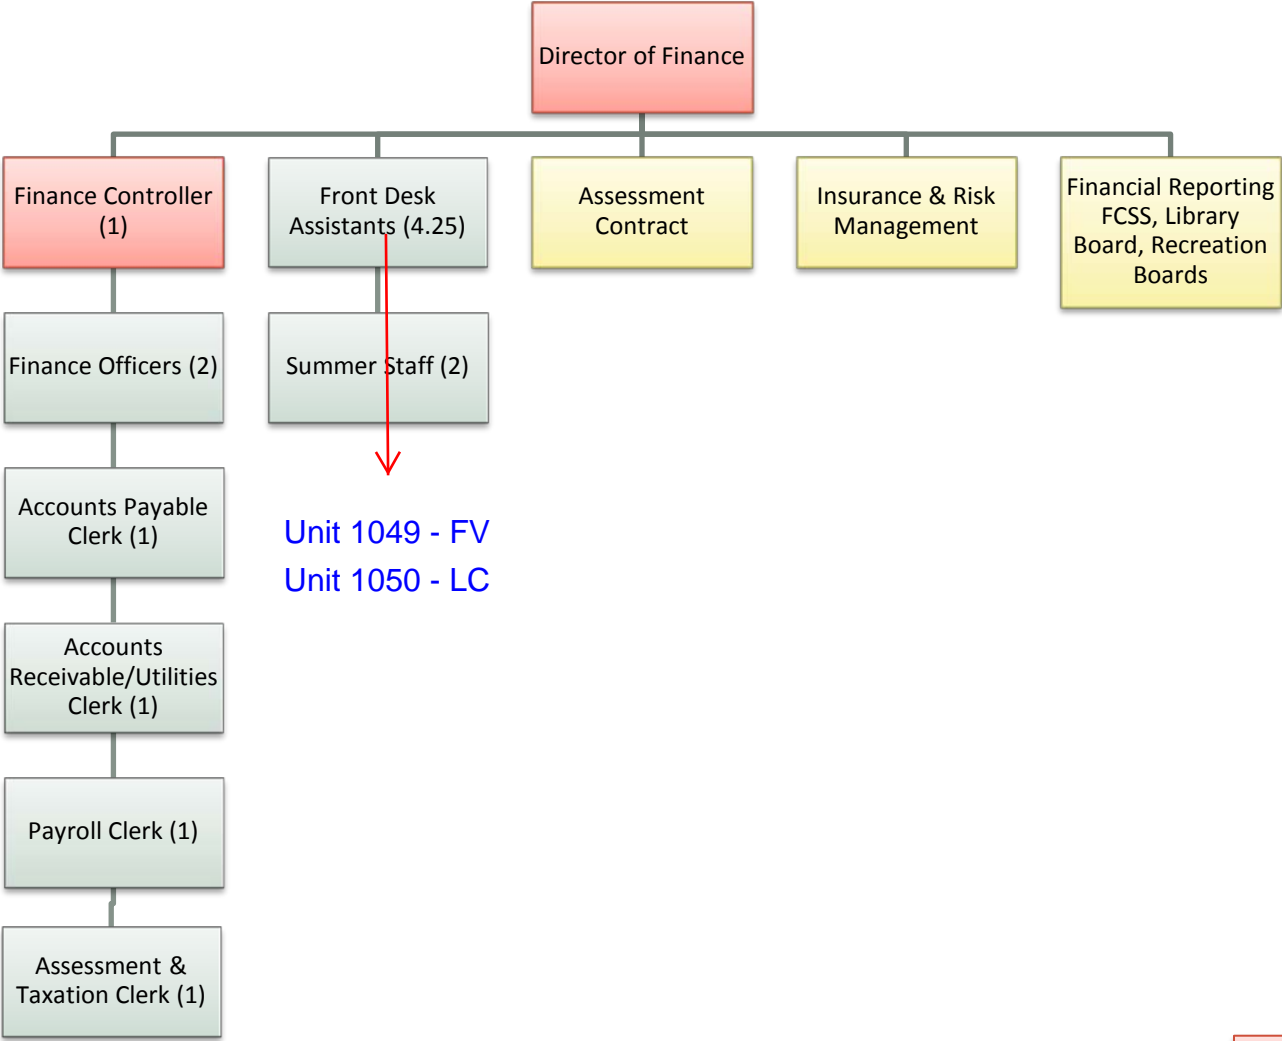 Director of Finance
Finance Controller
(1)
Front Desk
Assistants (4.25)
Assessment
Contract
Insurance & Risk
Management
Financial Reporting
FCSS, Library
Board, Recreation
Boards
Finance Officers (2)
Summer Staff (2)
Accounts Payable
Clerk (1)
Unit 1049 - FV
Unit 1050 - LC
Accounts
Receivable/Utilities
Clerk (1)
Payroll Clerk (1)
Assessment &
Taxation Clerk (1)